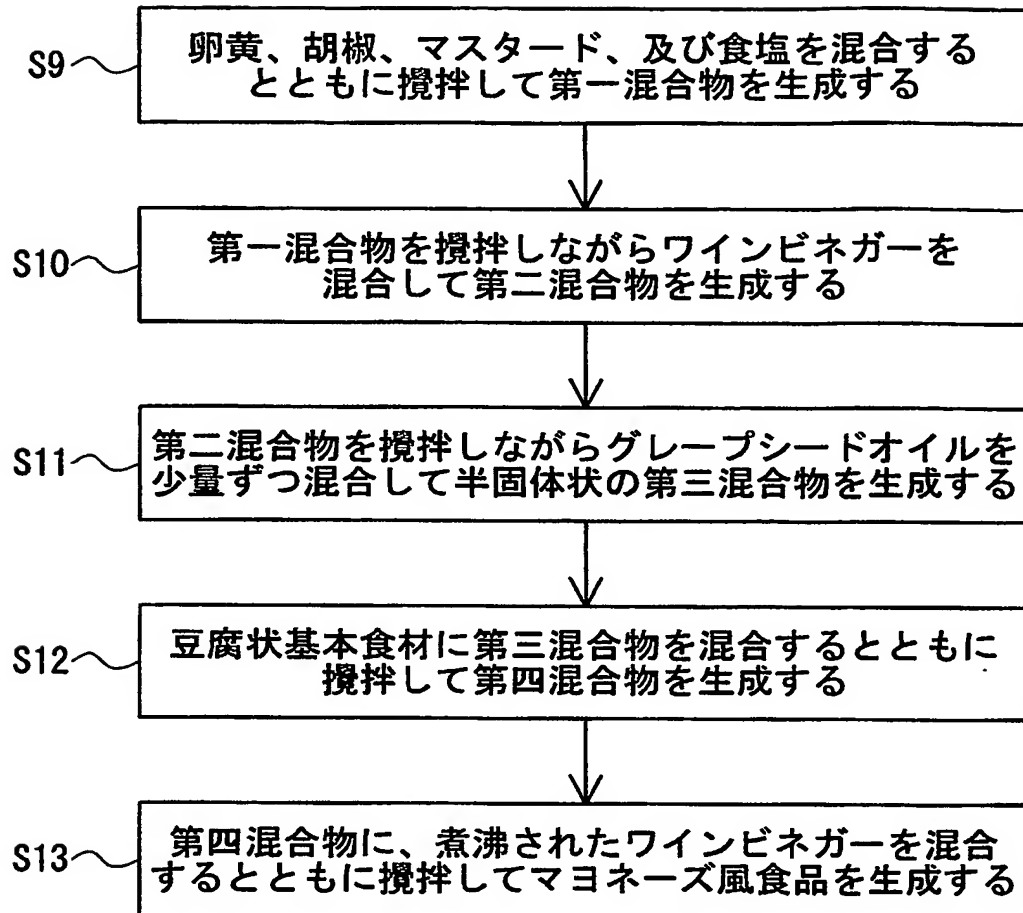 S9
卵黄、胡椒、マスタード、及び食塩を混合する
とともに攪拌して第一混合物を生成する
S10
第一混合物を攪拌しながらワインビネガーを
混合して第二混合物を生成する
S11
第二混合物を攪拌しながらグレープシードオイルを
少量ずつ混合して半固体状の第三混合物を生成する
S12
豆腐状基本食材に第三混合物を混合するとともに
攪拌して第四混合物を生成する
S13
第四混合物に、煮沸されたワインビネガーを混合
するとともに攪拌してマヨネーズ風食品を生成する